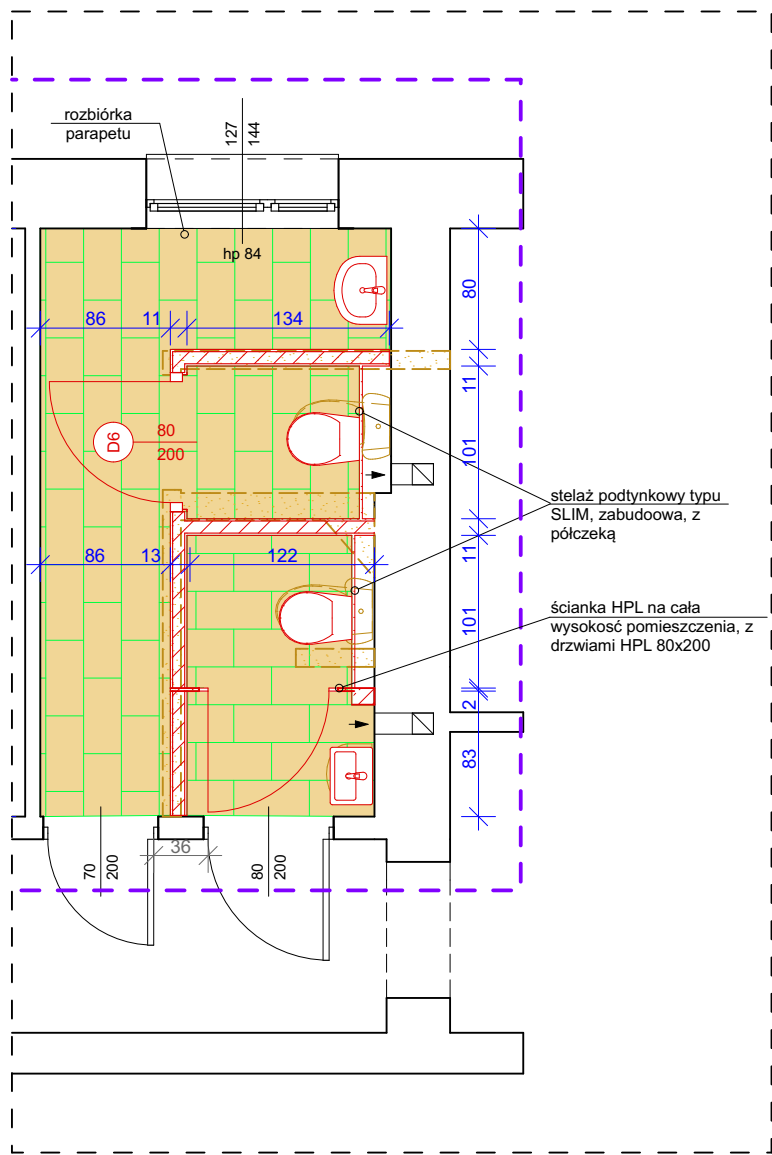 rozbiórka
parapetu
127
144
hp 84
86
11
134
80
D6
80
200
11
101
stelaż podtynkowy typu
SLIM, zabudoowa, z
półczeką
86
13
122
11
101
ścianka HPL na cała
wysokosć pomieszczenia, z
drzwiami HPL 80x200
2
83
36
70
200
80
200